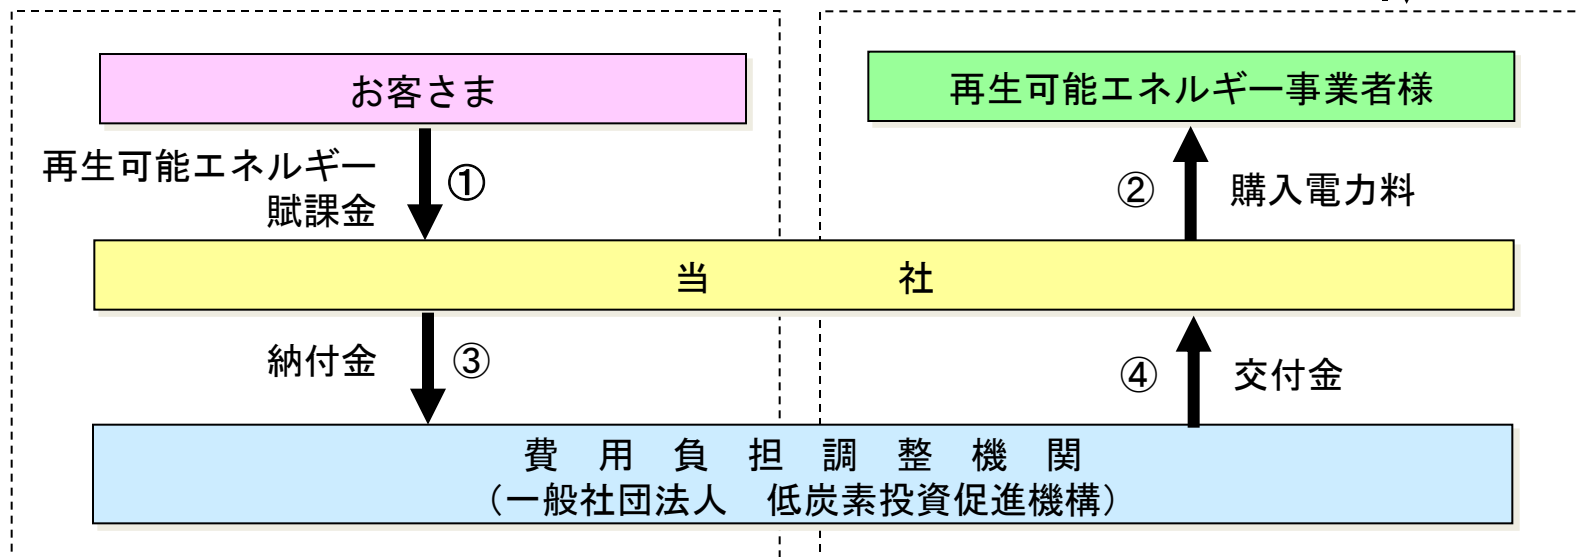 お客さま
再生可能エネルギー事業者様
再生可能エネルギー
賦課金
①
②
購入電力料
当　社
納付金
③
④
交付金
費用負担調整機関
（一般社団法人　低炭素投資促進機構）